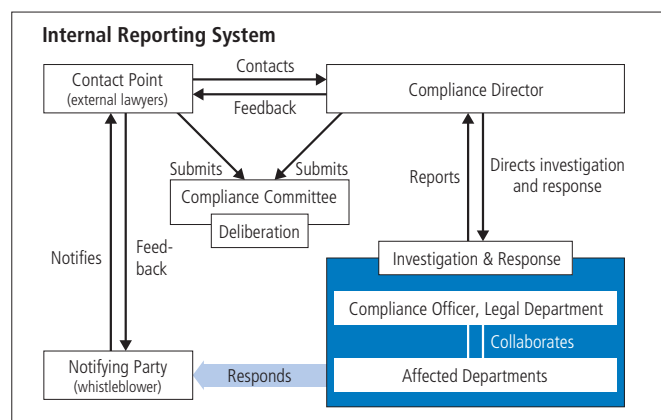 Internal Reporting System
Contact Point
(external lawyers)
Contacts
Feedback
Compliance Director
Submits
Submits
Compliance Committee
Deliberation
Reports
Directs investigation
and response
Notifies
Feed-
back
Investigation & Response
Compliance Officer, Legal Department
Collaborates
Affected Departments
Responds
Notifying Party
(whistleblower)